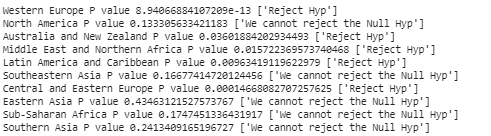 Western Europe P value 8.94066884107209e-13 ['Reject Hyp']
North America P value 0.133305633421183 ['We cannot reject the Null Hyp']
Australia and New Zealand P value 0.03601884202934493 ['Reject Hyp']
Middle East and Northern Africa P value 0.015722369573740468 ['Reject Hyp']
Latin America and Caribbean P value 0.00963419119622979 ['Reject Hyp']
Southeastern Asia P value 0.16677414720124456 ['We cannot reject the Null Hyp']
Central and Eastern Europe P value 0.00014668082707257625 ['Reject Hyp']
Eastern Asia P value 0.43463121527573767 ['We cannot reject the Null Hyp']
Sub-Saharan Africa P value 0.1747451336431917 ['We cannot reject the Null Hyp']
Southern Asia P value 0.2413409165196727 ['We cannot reject the Null Hyp']